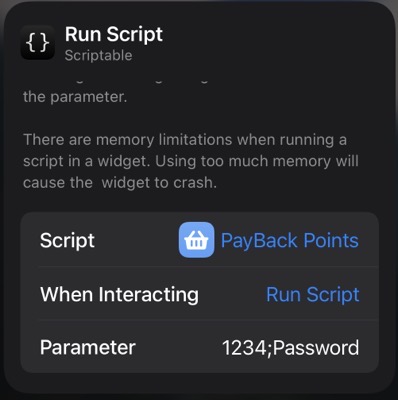 { }
Run Script
Scriptable
the parameter.
There are memory limitations when running a
script in a widget. Using too much memory will
cause the  widget to crash.
Script PayBack Points
When Interacting Run Script
Parameter 1234;Password